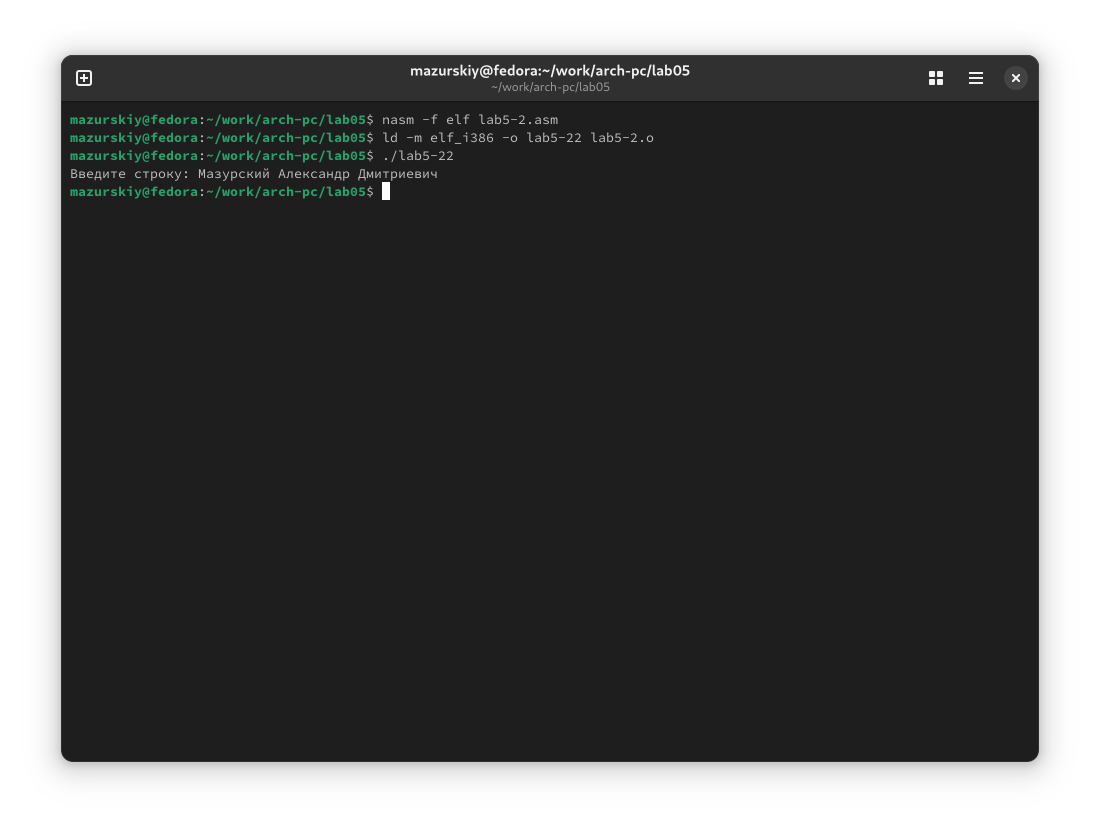 mazurskiy@fedora:~/work/arch-pc/lab05
~/work/arch-pc/lab05
mazurskiy@fedora:~/work/arch-pc/lab05$ nasm -f elf lab5-2.asm
mazurskiy@fedora:~/work/arch-pc/lab05$ ld -m elf_i386 -o lab5-22 lab5-2.o
mazurskiy@fedora:~/work/arch-pc/lab05$ ./lab5-22
Введите строку: Мазурский Александр Дмитриевич
mazurskiy@fedora:~/work/arch-pc/lab05$